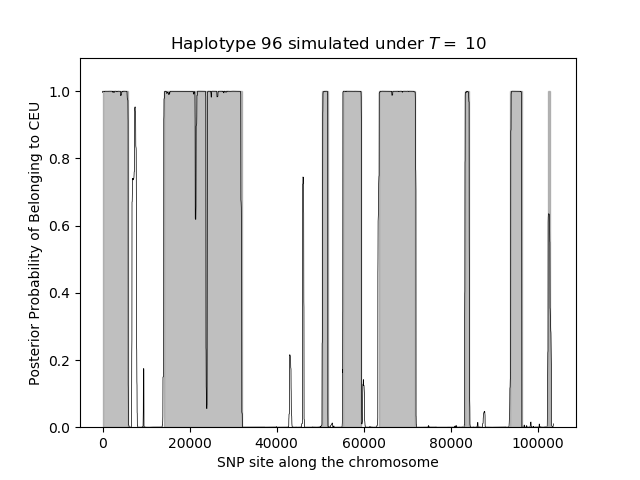 Haplotype 96 simulated under T = 10
Posterior Probability of Belonging to CEU
1.0
0.8
0.6
0.4
0.2
0.0
0 20000 40000 60000 80000 100000
SNP site along the chromosome